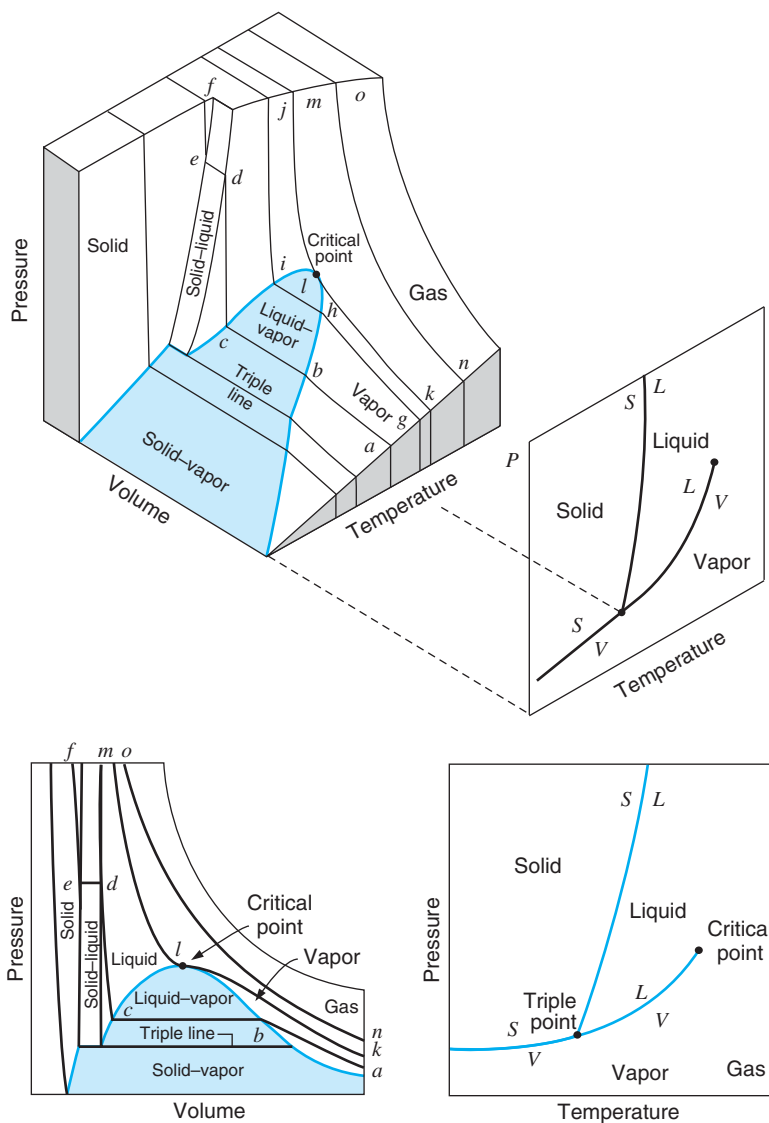 f
j
m
o
e
d
Solid
Solid–liquid
Pressure
i
Critical
point
l
Gas
h
Liquid–
vapor
c
b
n
Triple
line
Vapor
k
g
a
Solid–vapor
Volume
Temperature
P
S
L
Liquid
Solid
L
V
Vapor
S
V
Temperature
f
m
o
e
d
Solid
Solid–liquid
Pressure
Critical
point
l
Liquid
Vapor
Liquid–vapor
c
Gas
Triple line
b
n
k
a
Solid–vapor
Volume
S
L
Solid
Pressure
Liquid
Critical
point
Triple
point
L
V
S
V
Vapor
Gas
Temperature